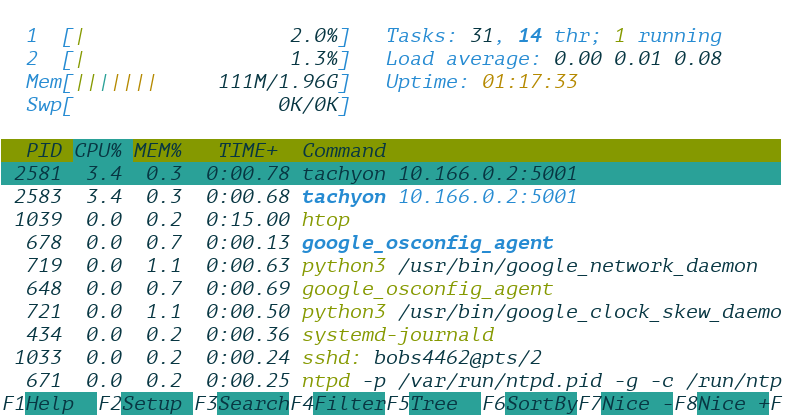 1 [| 2.0%] Tasks: 31, 14 thr; 1 running
2 [| 1.3%] Load average: 0.00 0.01 0.08
Mem[||||||| 111M/1.96G] Uptime: 01:17:33
Swp[ 0K/0K]
PID CPU% MEM% TIME+ Command
2581 3.4 0.3 0:00.78 tachyon 10.166.0.2:5001
2583 3.4 0.3 0:00.68 tachyon 10.166.0.2:5001
1039 0.0 0.2 0:15.00 htop
678 0.0 0.7 0:00.13 google_osconfig_agent
719 0.0 1.1 0:00.63 python3 /usr/bin/google_network_daemon
648 0.0 0.7 0:00.69 google_osconfig_agent
721 0.0 1.1 0:00.50 python3 /usr/bin/google_clock_skew_daemo
434 0.0 0.2 0:00.36 systemd-journald
1033 0.0 0.2 0:00.24 sshd: bobs4462@pts/2
671 0.0 0.2 0:00.25 ntpd -p /var/run/ntpd.pid -g -c /run/ntp
F1Help F2Setup F3SearchF4FilterF5Tree F6SortByF7Nice -F8Nice +F